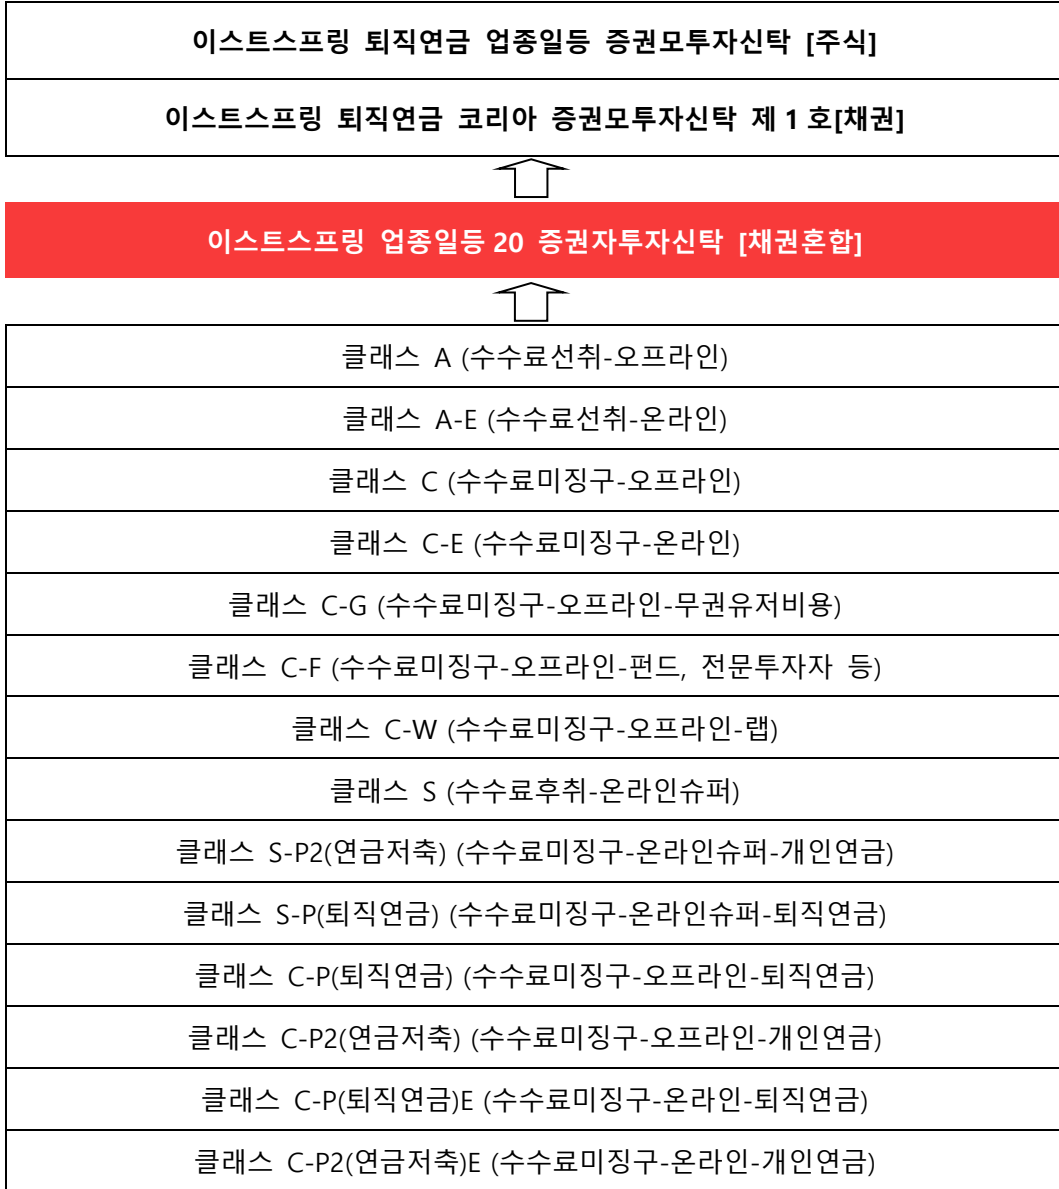 이스트스프링 퇴직연금 업종일등 증권모투자신탁 [주식]
이스트스프링 퇴직연금 코리아 증권모투자신탁 제 1 호[채권]
이스트스프링 업종일등 20 증권자투자신탁 [채권혼합]
클래스 A (수수료선취-오프라인)
클래스 A-E (수수료선취-온라인)
클래스 C (수수료미징구-오프라인)
클래스 C-E (수수료미징구-온라인)
클래스 C-G (수수료미징구-오프라인-무권유저비용)
클래스 C-F (수수료미징구-오프라인-펀드, 전문투자자 등)
클래스 C-W (수수료미징구-오프라인-랩)
클래스 S (수수료후취-온라인슈퍼)
클래스 S-P2(연금저축) (수수료미징구-온라인슈퍼-개인연금)
클래스 S-P(퇴직연금) (수수료미징구-온라인슈퍼-퇴직연금)
클래스 C-P(퇴직연금) (수수료미징구-오프라인-퇴직연금)
클래스 C-P2(연금저축) (수수료미징구-오프라인-개인연금)
클래스 C-P(퇴직연금)E (수수료미징구-온라인-퇴직연금)
클래스 C-P2(연금저축)E (수수료미징구-온라인-개인연금)